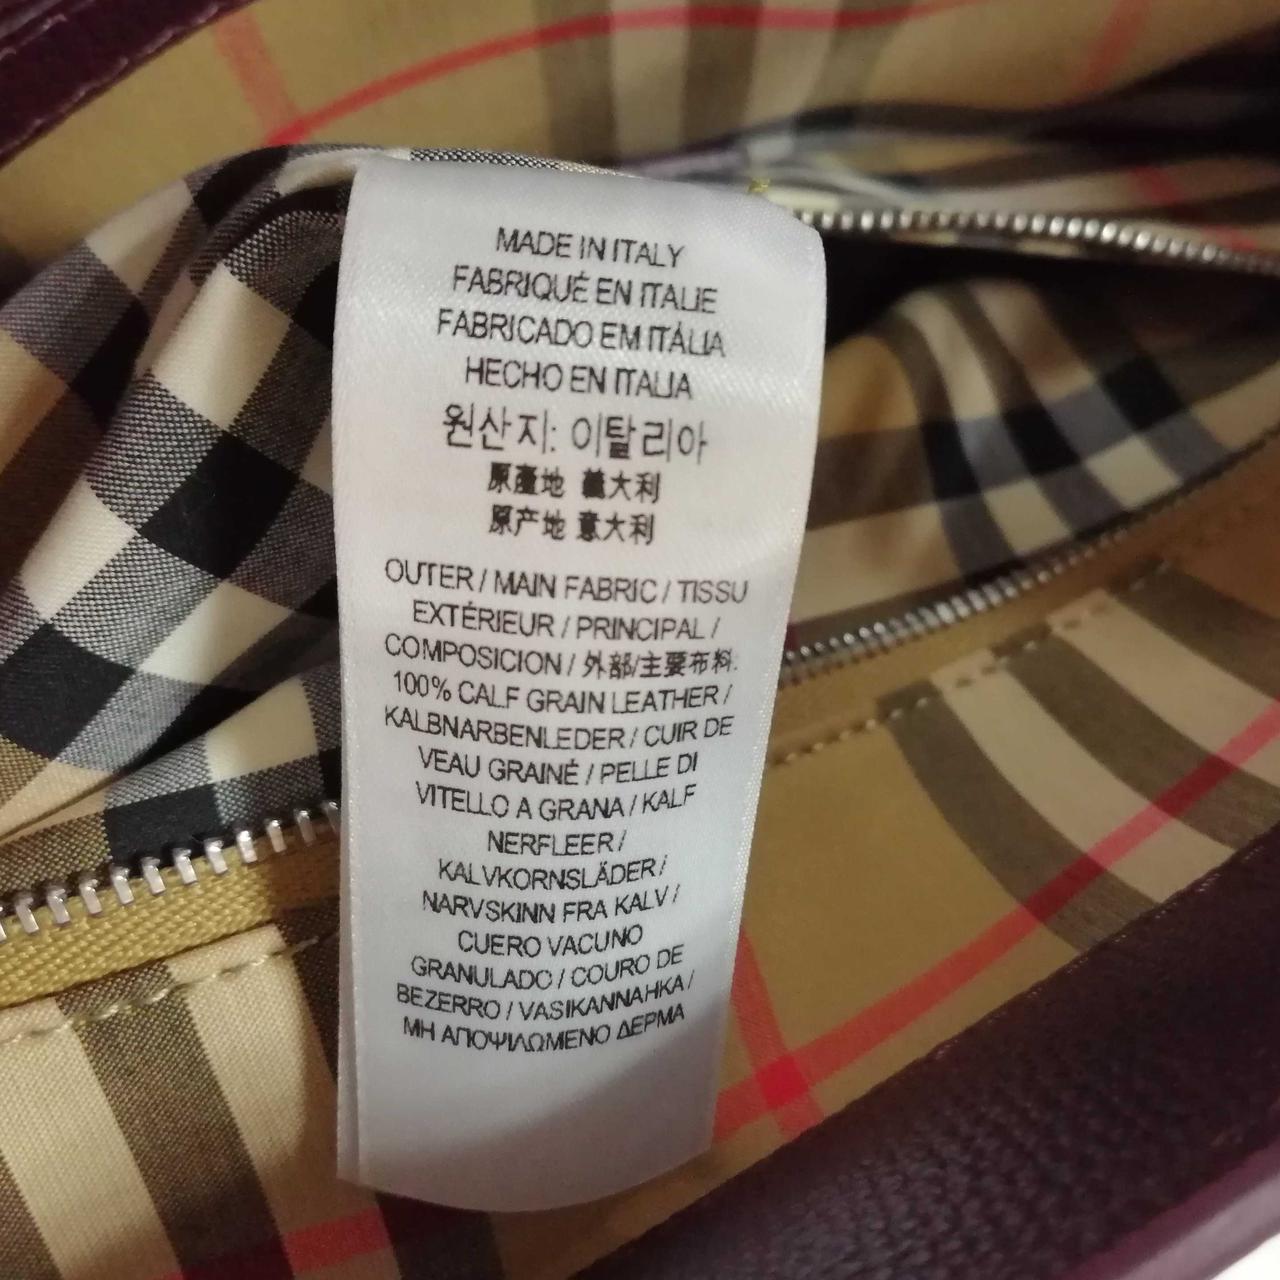 MADE IN ITALY
FABRIQUÉ EN ITALIE
FABRICADO EM ITÁLIA
HECHO EN ITALIA
원산지: 이탈리아
原產地 義大利
原产地 意大利
OUTER / MAIN FABRIC / TISSU
EXTÉRIEUR / PRINCIPAL /
COMPOSICION / 外部/主要布料:
100% CALF GRAIN LEATHER /
KALBNARBENLEDER / CUIR DE
VEAU GRAINÉ / PELLE DI
VITELLO A GRANA / KALF
NERFLEER /
KALVKORNSLÄDER /
NARVSKINN FRA KALV /
CUERO VACUNO
GRANULADO / COURO DE
BEZERRO / VASIKANNAHKA /
ΜΗ ΑΠΟΨΙΛΩΜΕΝΟ ΔΕΡΜΑ